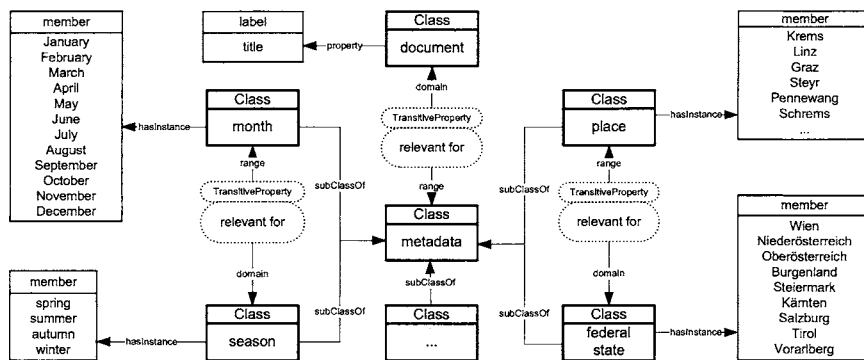 member
January
February
March
April
May
June
July
August
September
October
November
December
label
title
property
Class
document
domain
TransitiveProperty
relevant for
range
Class
month
hasInstance
range
TransitiveProperty
relevant for
domain
subClassOf
Class
metadata
subClassOf
subClassOf
Class
season
hasInstance
member
spring
summer
autumn
winter
Class
...
Class
place
hasInstance
member
Krems
Linz
Graz
Steyr
Pennewang
Schrems
...
subClassOf
range
TransitiveProperty
relevant for
domain
subClassOf
Class
federal
state
hasInstance
member
Wien
Niederösterreich
Oberösterreich
Burgenland
Steiermark
Kärnten
Salzburg
Tirol
Vorarlberg